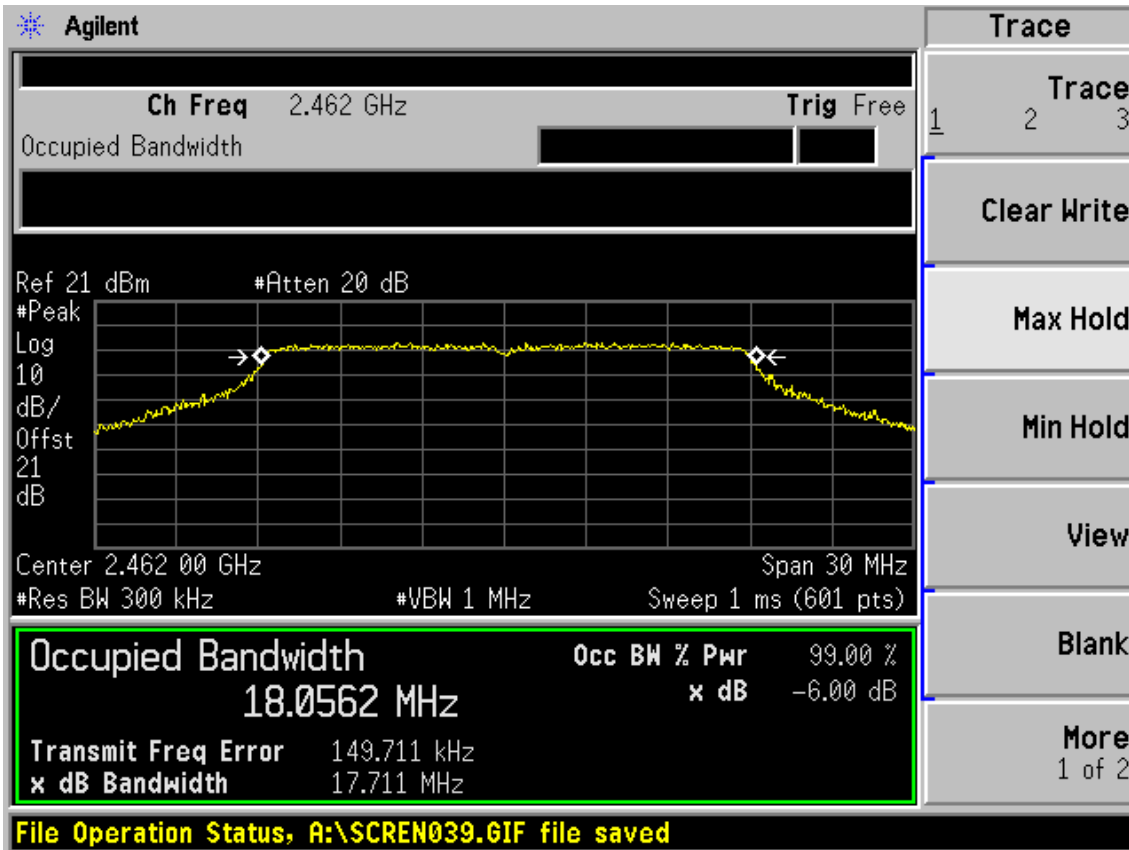 Agilent
Trace
Ch Freq 2.462 GHz Trig Free
Occupied Bandwidth
Trace
1 2 3
Clear Write
Max Hold
Min Hold
View
Blank
More
1 of 2
Ref 21 dBm #Atten 20 dB
#Peak
Log
10
dB/
Offst
21
dB
Center 2.462 00 GHz Span 30 MHz
#Res BW 300 kHz #VBW 1 MHz Sweep 1 ms (601 pts)
Occupied Bandwidth
18.0562 MHz
Occ BW % Pwr 99.00 %
x dB -6.00 dB
Transmit Freq Error 149.711 kHz
x dB Bandwidth 17.711 MHz
File Operation Status, A:\SCREN039.GIF file saved